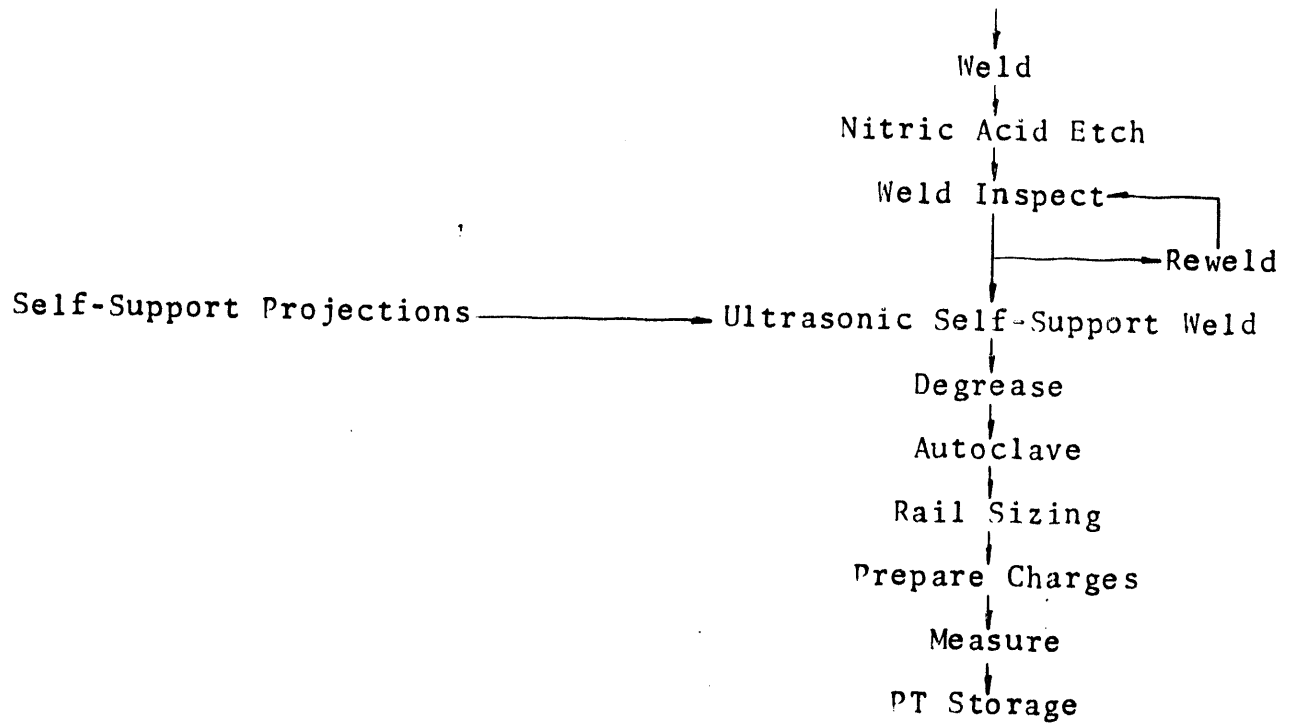 Weld
Nitric Acid Etch
Weld Inspect
Reweld
Self-Support Projections
Ultrasonic Self-Support Weld
Degrease
Autoclave
Rail Sizing
Prepare Charges
Measure
PT Storage